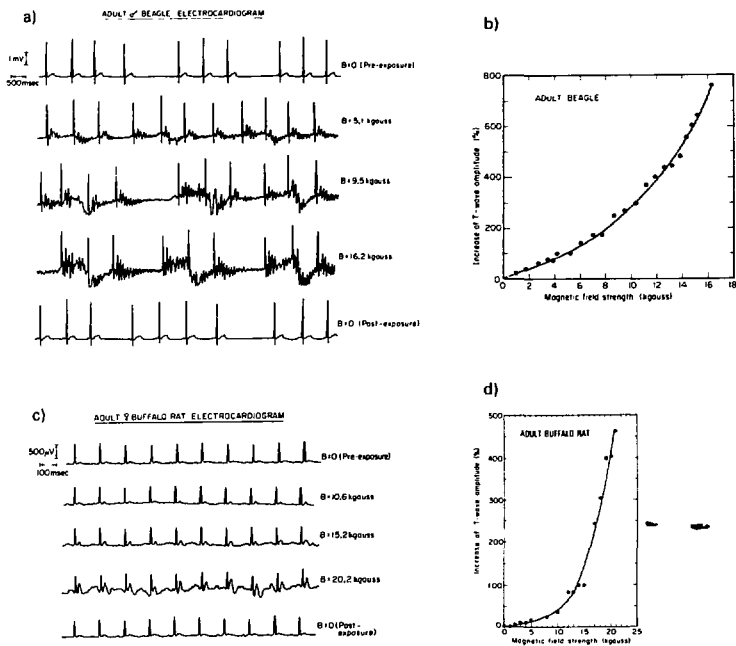 a)
ADULT ♂ BEAGLE ELECTROCARDIOGRAM
1mV
500msec
B=0 (Pre-exposure)
B=5,1 kgauss
B=9,5 kgauss
B=16.2 kgauss
B=0 (Post-exposure)
b)
ADULT BEAGLE
Increase of T-wave amplitude (%)
800
600
400
200
0
0 2 4 6 8 10 12 14 16 18
Magnetic field strength (kgauss)
c)
ADULT ♀ BUFFALO RAT ELECTROCARDIOGRAM
500μV
100msec
B=0 (Pre-exposure)
B=10,6 kgauss
B=15,2 kgauss
B=20,2 kgauss
B=0 (Post-
exposure)
d)
ADULT BUFFALO RAT
Increase of T-wave amplitude (%)
500
400
300
200
100
0
0 5 10 15 20 25
Magnetic field strength (kgauss)